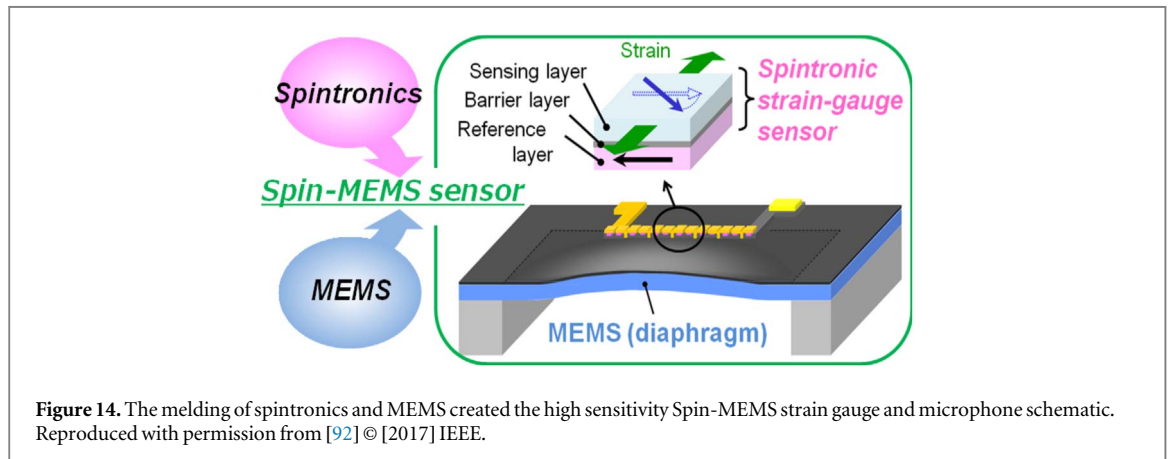 Spintronics
Spin-MEMS sensor
MEMS
Strain
Sensing layer
Barrier layer
Reference
layer
Spintronic
strain-gauge
sensor
MEMS (diaphragm)
Figure 14. The melding of spintronics and MEMS created the high sensitivity Spin-MEMS strain gauge and microphone schematic.
Reproduced with permission from [92] © [2017] IEEE.